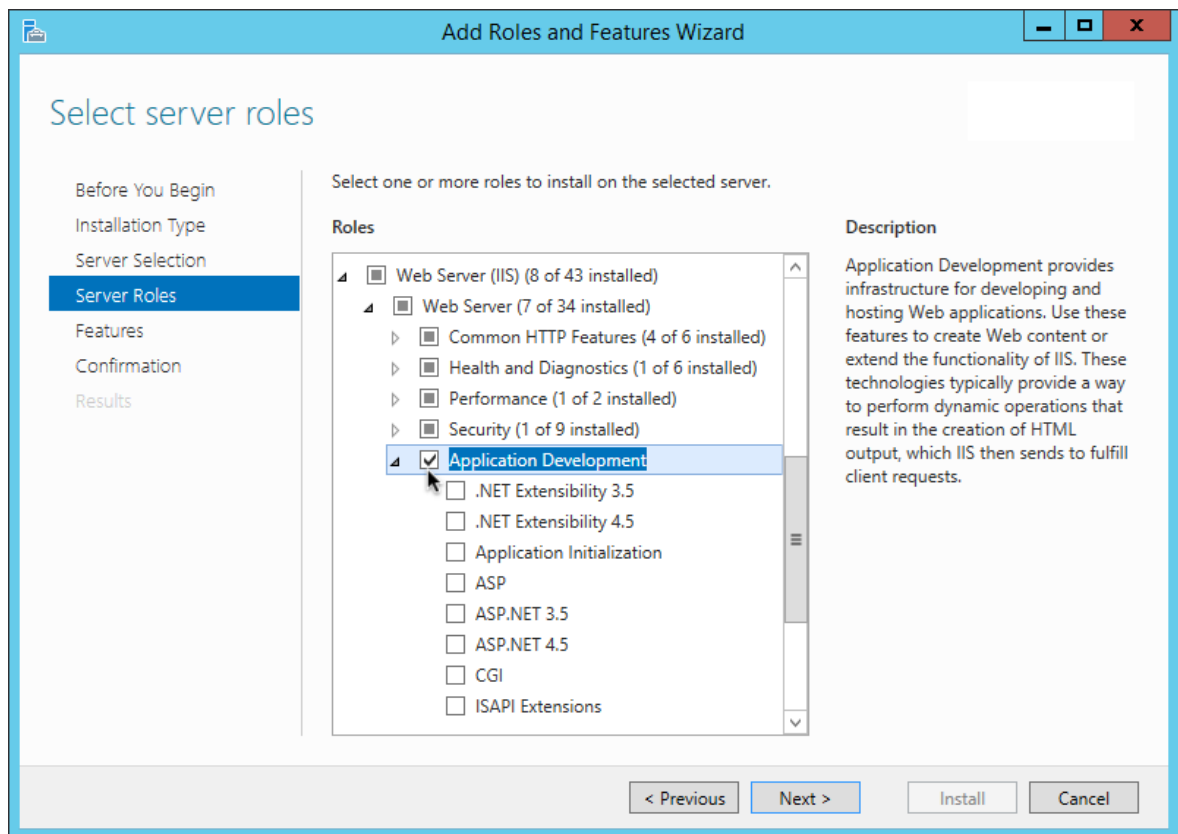 Add Roles and Features Wizard
Select server roles
Before You Begin
Installation Type
Server Selection
Server Roles
Features
Confirmation
Results
Select one or more roles to install on the selected server.
Roles
Web Server (IIS) (8 of 43 installed)
Web Server (7 of 34 installed)
Common HTTP Features (4 of 6 installed)
Health and Diagnostics (1 of 6 installed)
Performance (1 of 2 installed)
Security (1 of 9 installed)
Application Development
.NET Extensibility 3.5
.NET Extensibility 4.5
Application Initialization
ASP
ASP.NET 3.5
ASP.NET 4.5
CGI
ISAPI Extensions
Description
Application Development provides
infrastructure for developing and
hosting Web applications. Use these
features to create Web content or
extend the functionality of IIS. These
technologies typically provide a way
to perform dynamic operations that
result in the creation of HTML
output, which IIS then sends to fulfill
client requests.
< Previous
Next >
Install
Cancel